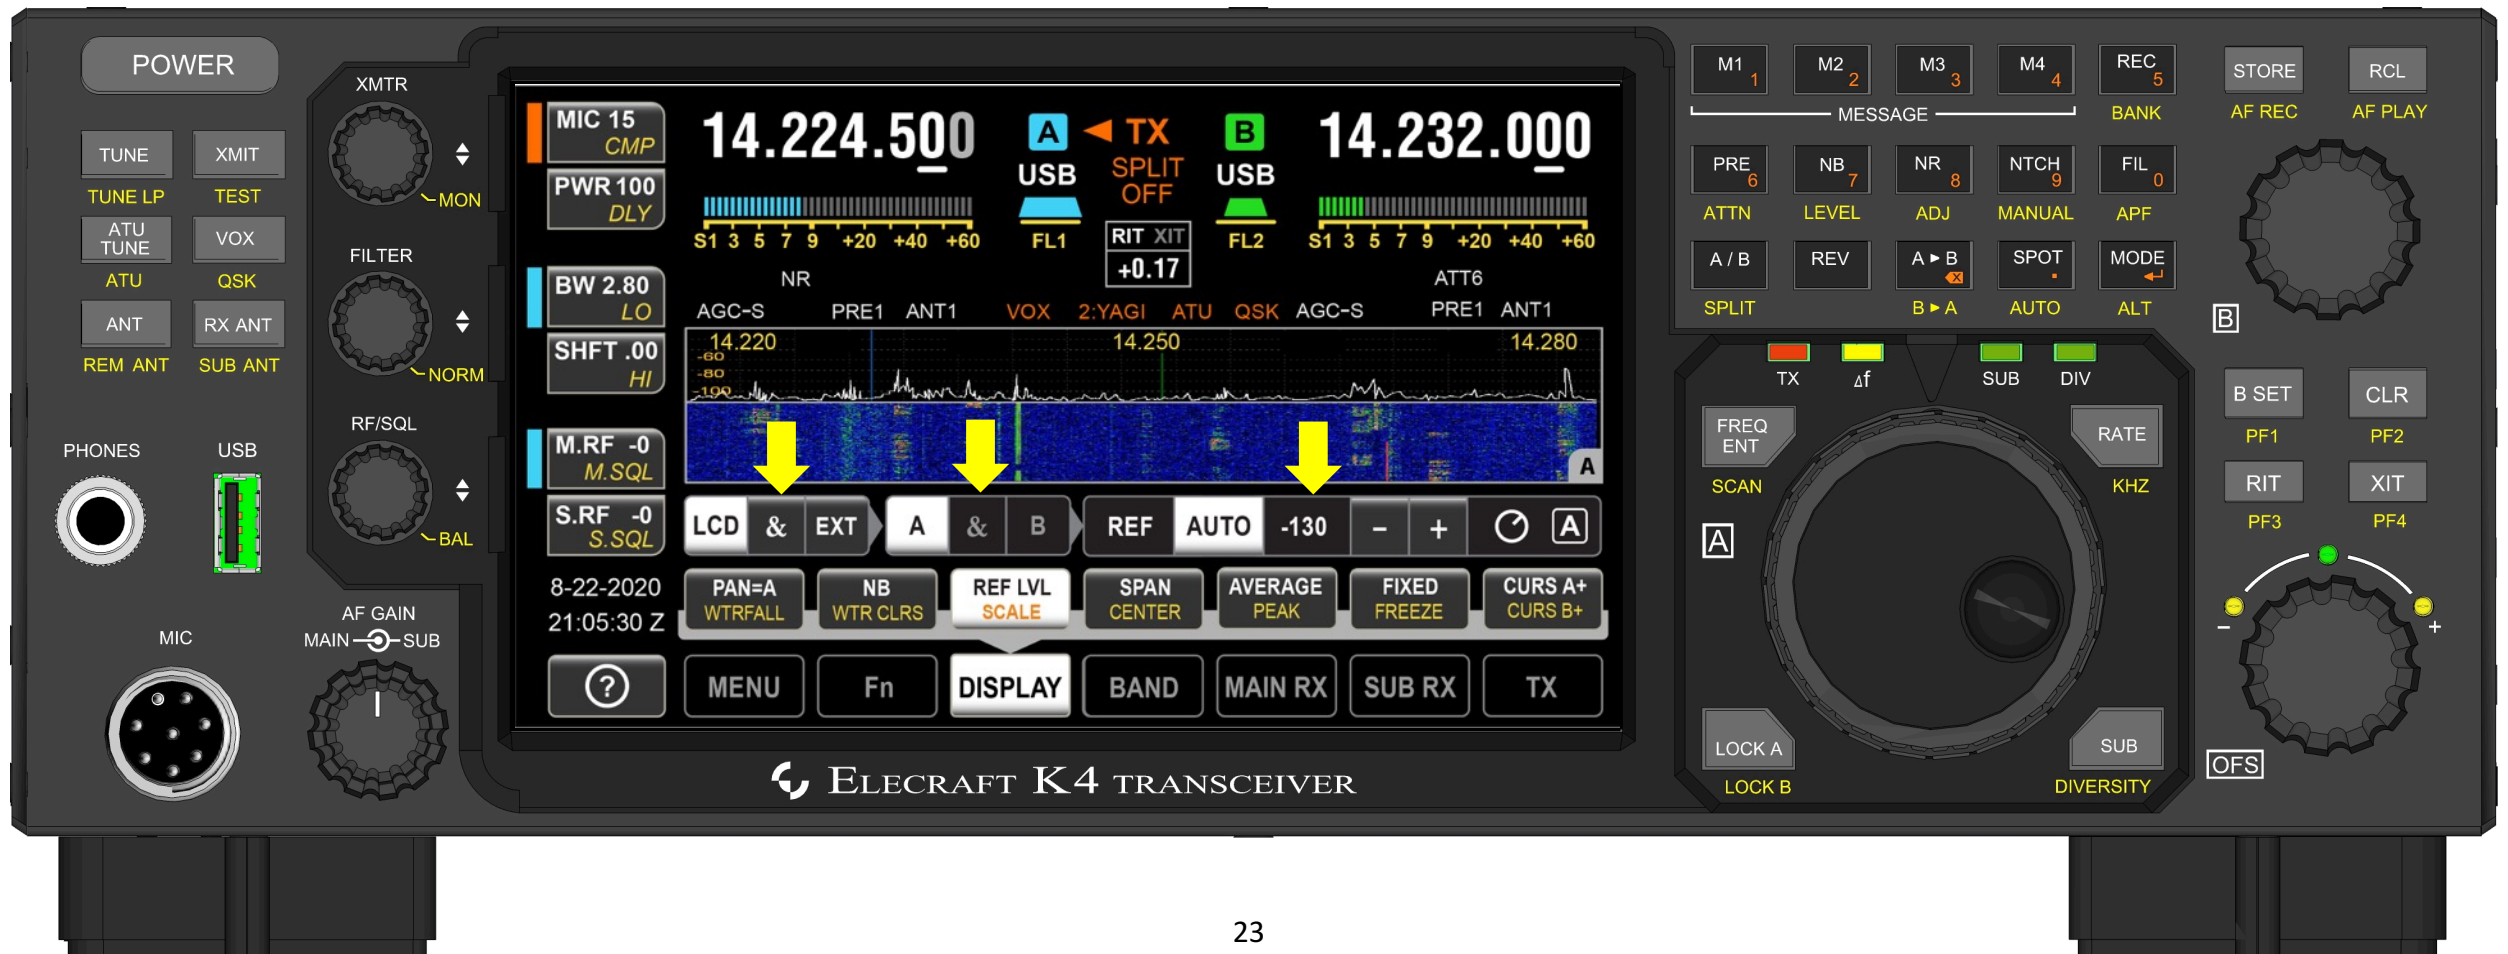 POWER
TUNE XMIT
TUNE LP TEST
ATU TUNE VOX
ATU QSK
ANT RX ANT
REM ANT SUB ANT
PHONES USB
MIC
XMTR
MON
FILTER
NORM
RF/SQL
BAL
AF GAIN
MAIN SUB
MIC 15
CMP
PWR 100
DLY
BW 2.80
LO
SHFT .00
HI
M.RF -0
M.SQL
S.RF -0
S.SQL
8-22-2020
21:05:30 Z
?
14.224.500 A TX B 14.232.000
USB SPLIT OFF USB
S1 3 5 7 9 +20 +40 +60 FL1 RIT XIT FL2 S1 3 5 7 9 +20 +40 +60
+0.17
NR ATT6
AGC-S PRE1 ANT1 VOX 2:YAGI ATU QSK AGC-S PRE1 ANT1
14.220 14.250 14.280
-60
-80
-100
A
LCD & EXT A & B REF AUTO -130 - + A
PAN=A NB REF LVL SPAN AVERAGE FIXED CURS A+
WTRFALL WTR CLRS SCALE CENTER PEAK FREEZE CURS B+
MENU Fn DISPLAY BAND MAIN RX SUB RX TX
ELECRAFT K4 TRANSCEIVER
M1 1 M2 2 M3 3 M4 4 REC 5
MESSAGE BANK
PRE 6 NB 7 NR 8 NTCH 9 FIL 0
ATTN LEVEL ADJ MANUAL APF
A / B REV A ▸ B SPOT . MODE
SPLIT B ▸ A AUTO ALT
TX Δf SUB DIV
FREQ ENT RATE
SCAN KHZ
A
LOCK A SUB
LOCK B DIVERSITY
STORE RCL
AF REC AF PLAY
B
B SET CLR
PF1 PF2
RIT XIT
PF3 PF4
- +
OFS
23